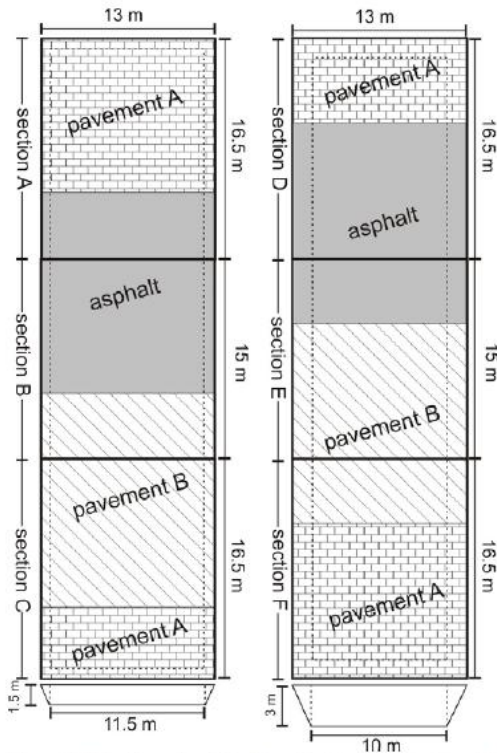 13 m
section A
pavement A
16.5 m
section B
asphalt
15 m
section C
pavement B
pavement A
16.5 m
1.5 m
11.5 m
13 m
section D
pavement A
16.5 m
asphalt
section E
15 m
pavement B
section F
16.5 m
pavement A
3 m
10 m